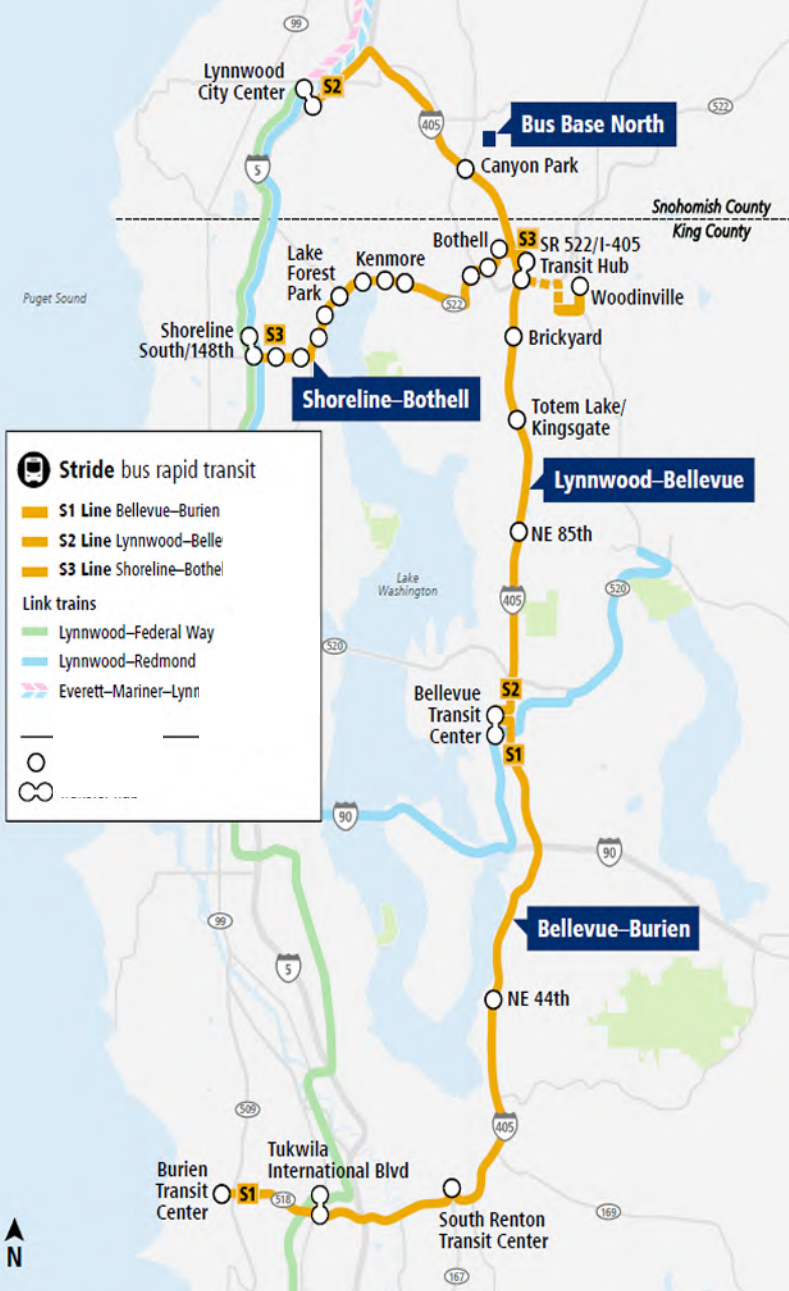 99
Lynnwood
City Center
S2
522
405
Bus Base North
5
Canyon Park
Snohomish County
King County
Bothell
S3
SR 522/I-405
Transit Hub
Lake
Forest
Park
Kenmore
Puget Sound
522
Woodinville
Shoreline
South/148th
S3
Brickyard
Shoreline–Bothell
Totem Lake/
Kingsgate
Stride bus rapid transit
S1 Line Bellevue–Burien
S2 Line Lynnwood–Belle
S3 Line Shoreline–Bothel
Link trains
Lynnwood–Federal Way
Lynnwood–Redmond
Everett–Mariner–Lynn
Lynnwood–Bellevue
NE 85th
Lake
Washington
405
520
520
Bellevue
Transit
Center
S2
S1
90
90
99
Bellevue–Burien
5
NE 44th
509
405
Tukwila
International Blvd
Burien
Transit
Center
S1
518
South Renton
Transit Center
169
167
N